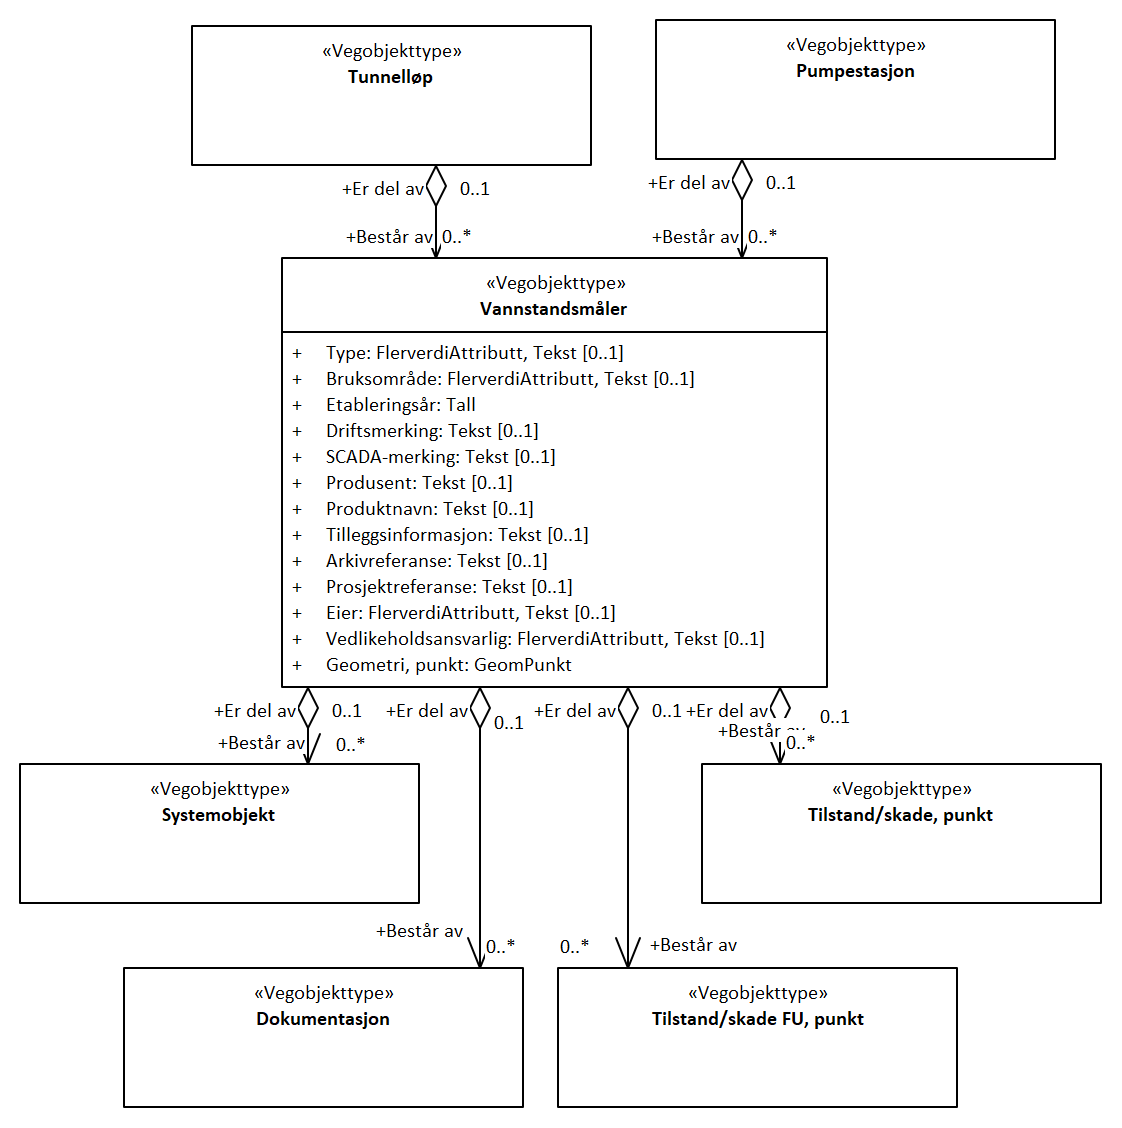 «Vegobjekttype»
Tunnelløp
«Vegobjekttype»
Pumpestasjon
+Er del av 0..1
+Består av 0..*
+Er del av 0..1
+Består av 0..*
«Vegobjekttype»
Vannstandsmåler
+ Type: FlerverdiAttributt, Tekst [0..1]
+ Bruksområde: FlerverdiAttributt, Tekst [0..1]
+ Etableringsår: Tall
+ Driftsmerking: Tekst [0..1]
+ SCADA-merking: Tekst [0..1]
+ Produsent: Tekst [0..1]
+ Produktnavn: Tekst [0..1]
+ Tilleggsinformasjon: Tekst [0..1]
+ Arkivreferanse: Tekst [0..1]
+ Prosjektreferanse: Tekst [0..1]
+ Eier: FlerverdiAttributt, Tekst [0..1]
+ Vedlikeholdsansvarlig: FlerverdiAttributt, Tekst [0..1]
+ Geometri, punkt: GeomPunkt
+Er del av 0..1
+Er del av 0..1
+Er del av 0..1
+Er del av 0..1
+Består av 0..*
+Består av 0..*
«Vegobjekttype»
Systemobjekt
«Vegobjekttype»
Tilstand/skade, punkt
+Består av 0..*
0..* +Består av
«Vegobjekttype»
Dokumentasjon
«Vegobjekttype»
Tilstand/skade FU, punkt